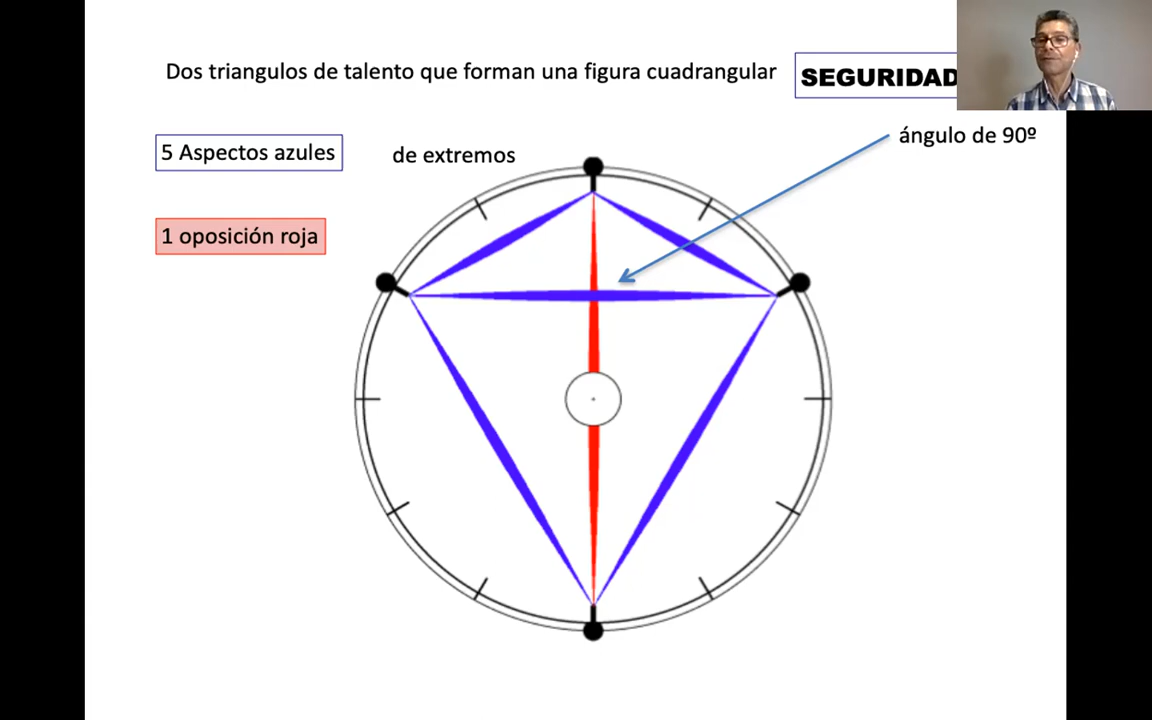 Dos triangulos de talento que forman una figura cuadrangular
SEGURIDAD
5 Aspectos azules
de extremos
ángulo de 90º
1 oposición roja